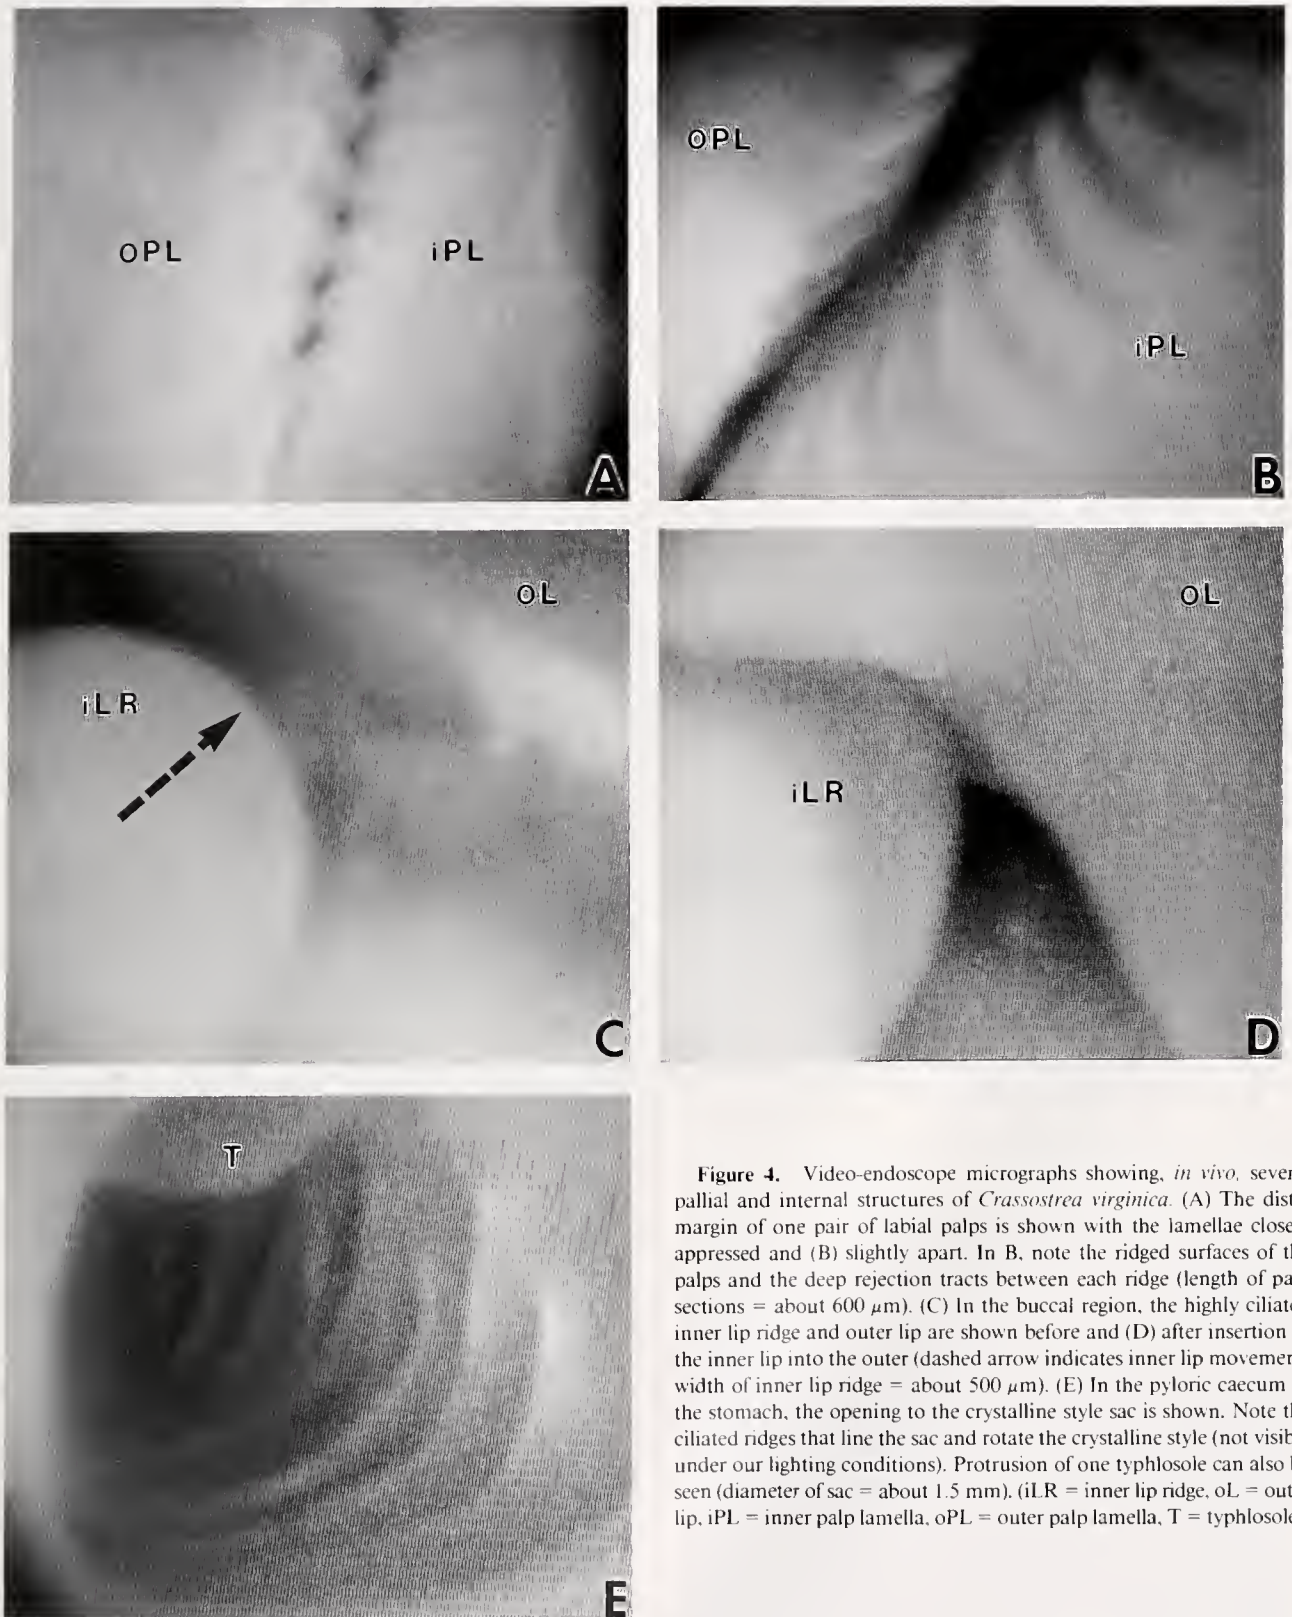 OPL
iPL
A
OPL
iPL
B
iLR
OL
C
iLR
OL
D
T
E
Figure 4. Video-endoscope micrographs showing, in vivo, sever
pallial and internal structures of Crassostrea virginica. (A) The dist
margin of one pair of labial palps is shown with the lamellae close
appressed and (B) slightly apart. In B, note the ridged surfaces of t
palps and the deep rejection tracts between each ridge (length of pa
sections = about 600 μm). (C) In the buccal region, the highly ciliat
inner lip ridge and outer lip are shown before and (D) after insertion
the inner lip into the outer (dashed arrow indicates inner lip movemer
width of inner lip ridge = about 500 μm). (E) In the pyloric caecum
the stomach, the opening to the crystalline style sac is shown. Note t
ciliated ridges that line the sac and rotate the crystalline style (not visib
under our lighting conditions). Protrusion of one typhlosole can also
seen (diameter of sac = about 1.5 mm). (iLR = inner lip ridge, oL = out
lip, iPL = inner palp lamella, oPL = outer palp lamella, T = typhlosole